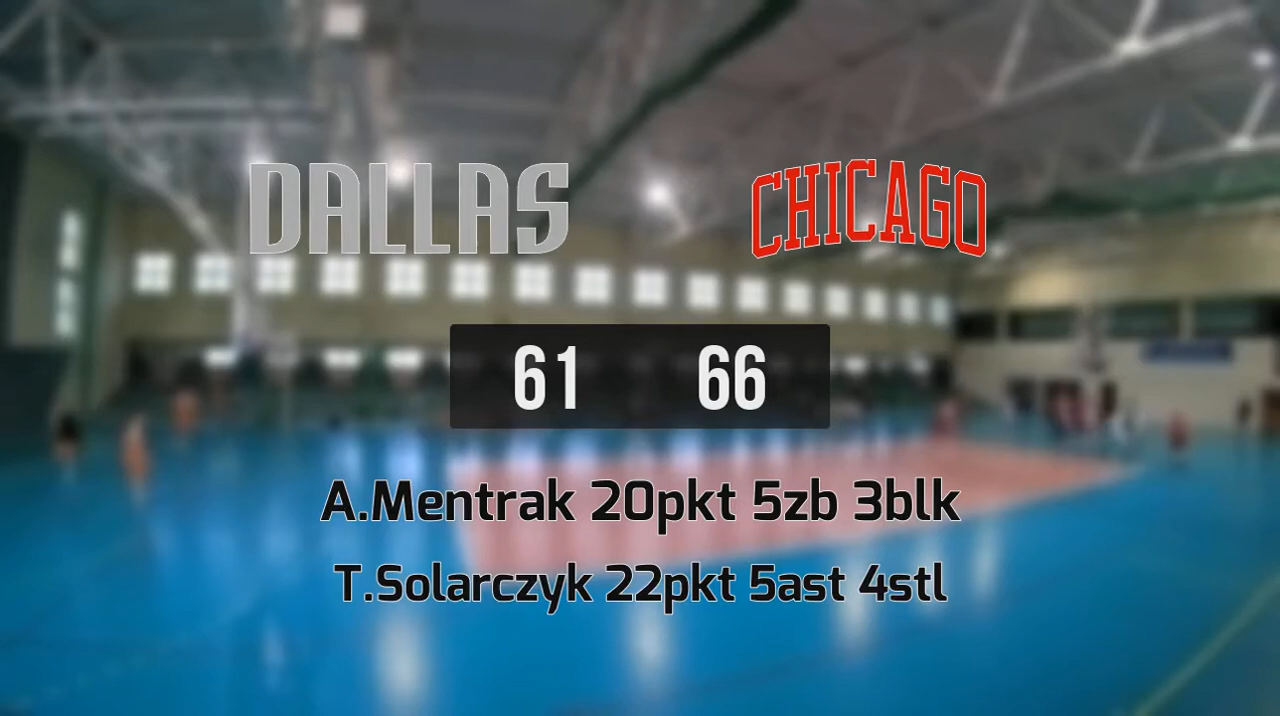 DALLAS CHICAGO
61 66
A.Mentrak 20pkt 5zb 3blk
T.Solarczyk 22pkt 5ast 4stl